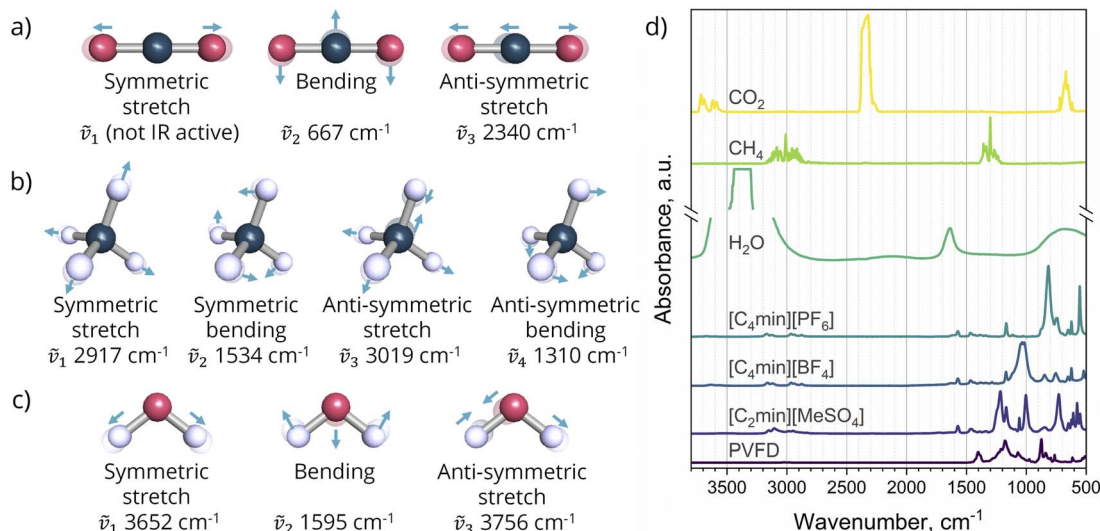 a)
Symmetric
stretch
ṽ₁ (not IR active)
Bending
ṽ₂ 667 cm⁻¹
Anti-symmetric
stretch
ṽ₃ 2340 cm⁻¹
b)
Symmetric
stretch
ṽ₁ 2917 cm⁻¹
Symmetric
bending
ṽ₂ 1534 cm⁻¹
Anti-symmetric
stretch
ṽ₃ 3019 cm⁻¹
Anti-symmetric
bending
ṽ₄ 1310 cm⁻¹
c)
Symmetric
stretch
ṽ₁ 3652 cm⁻¹
Bending
ṽ₂ 1595 cm⁻¹
Anti-symmetric
stretch
ṽ₃ 3756 cm⁻¹
d)
Absorbance, a.u.
CO₂
CH₄
H₂O
[C₄min][PF₆]
[C₄min][BF₄]
[C₂min][MeSO₄]
PVFD
3500 3000 2500 2000 1500 1000 500
Wavenumber, cm⁻¹